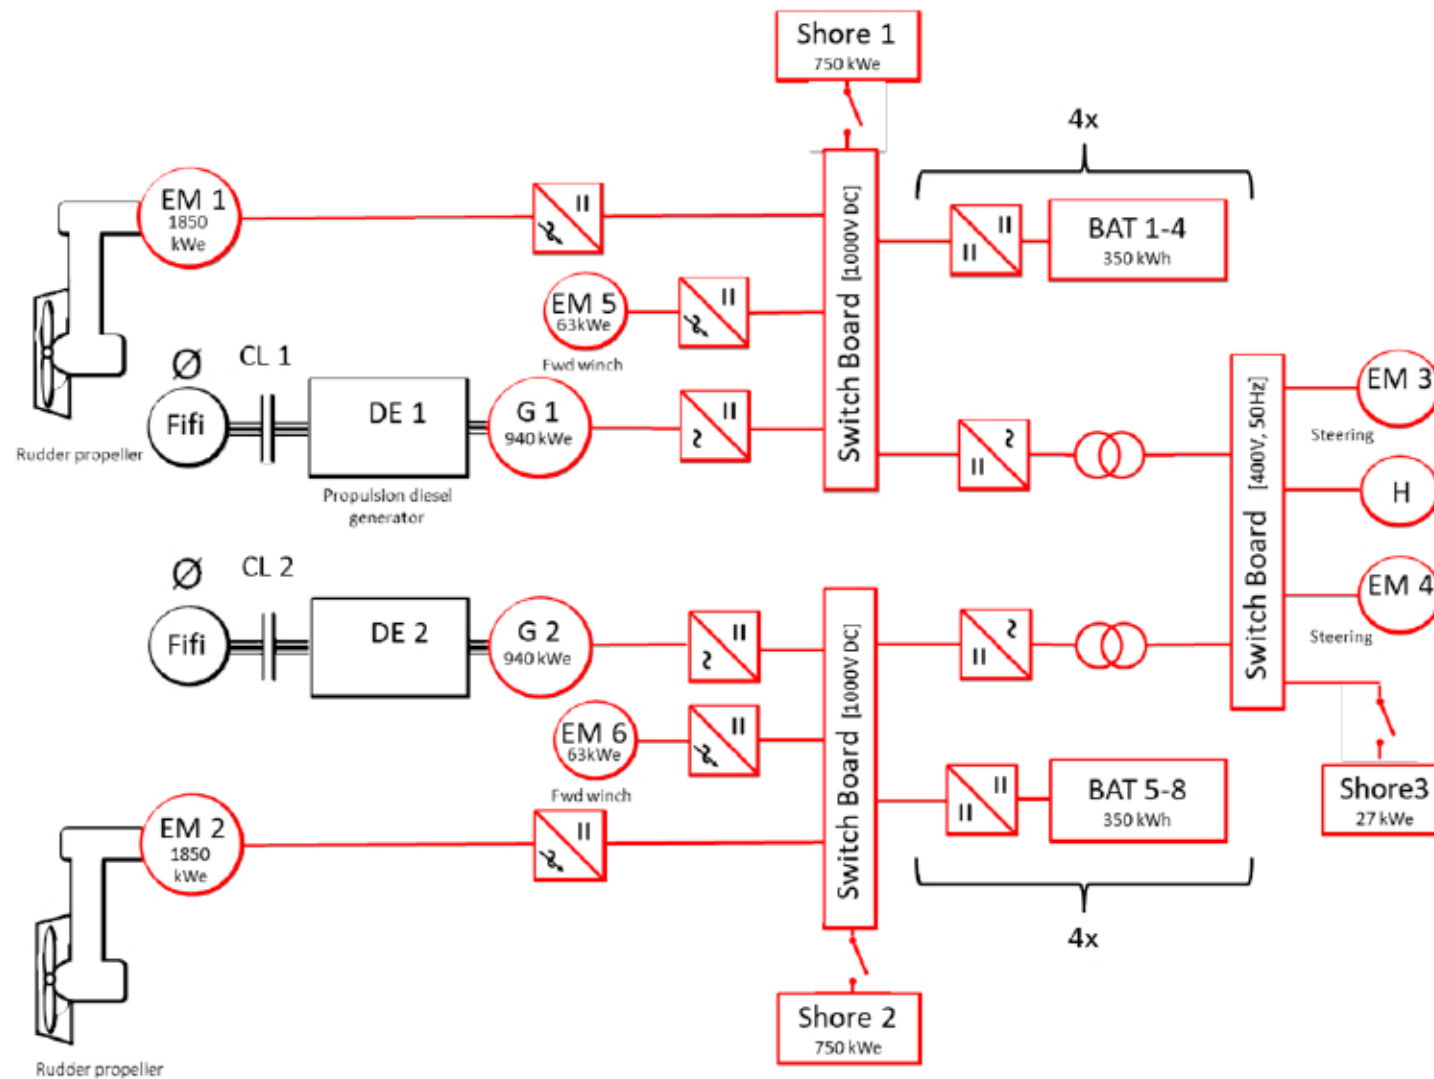 Shore 1
750 kWe
4x
EM 1
1850
kWe
Switch Board [1000V DC]
BAT 1-4
350 kWh
EM 5
63kWe
Fwd winch
CL 1
Ø
Fifi
DE 1
G 1
940 kWe
Rudder propeller
Propulsion diesel
generator
Switch Board [400V, 50Hz]
EM 3
Steering
H
CL 2
Ø
Fifi
DE 2
G 2
940 kWe
EM 4
Steering
Switch Board [1000V DC]
EM 6
63kWe
Fwd winch
BAT 5-8
350 kWh
Shore3
27 kWe
EM 2
1850
kWe
4x
Shore 2
750 kWe
Rudder propeller